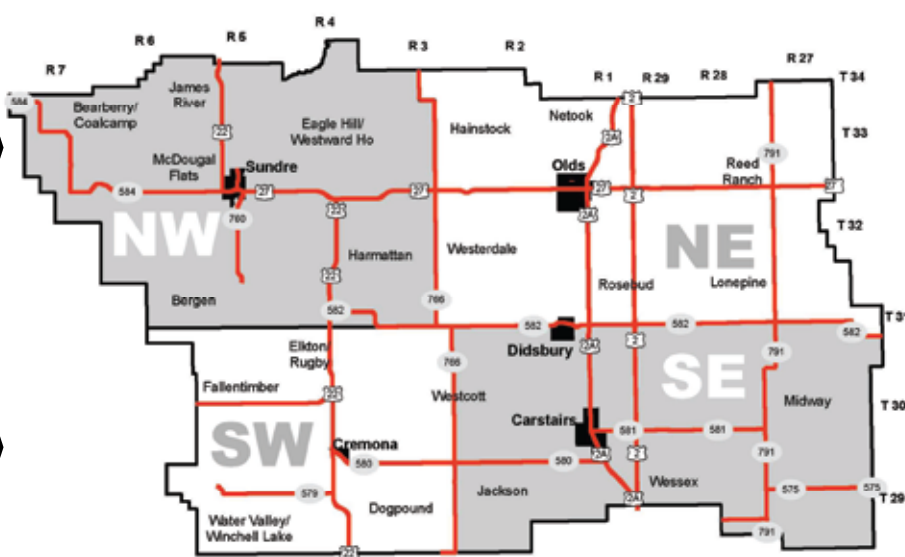 R 4
R 3
R 2
R 6
R 5
R 27
R 7
R 1
R 29
R 28
T 34
584
James
River
2
Bearberry/
Coalcamp
Eagle Hill/
Westward Ho
Netook
T 33
22
Hainstock
2A
791
McDougal
Flats
Sundre
Olds
Reed
Ranch
584
27
27
27
27
2
760
22
2A
T 32
NW
NE
Harmattan
Westerdale
22
Rosebud
Lonepine
Bergen
766
582
T 31
582
582
582
Elkton/
Rugby
Didsbury
2A
2
791
766
SE
Fallentimber
22
Westcott
Midway
T 30
Carstairs
581
581
SW
Cremona
2A
2
791
580
580
579
Jackson
Wessex
575
575
T 29
2A
Dogpound
Water Valley/
Winchell Lake
791
22